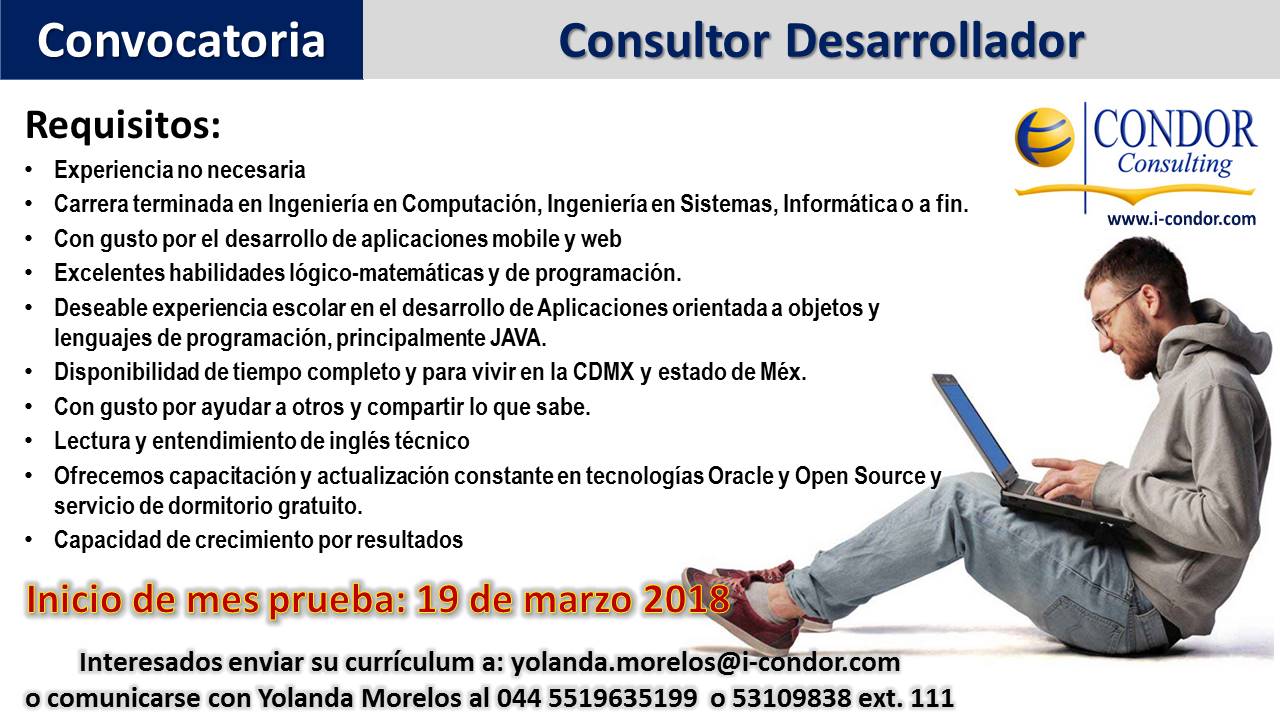 Convocatoria
Consultor Desarrollador
Requisitos:
• Experiencia no necesaria
• Carrera terminada en Ingeniería en Computación, Ingeniería en Sistemas, Informática o a fin.
• Con gusto por el desarrollo de aplicaciones mobile y web
• Excelentes habilidades lógico-matemáticas y de programación.
• Deseable experiencia escolar en el desarrollo de Aplicaciones orientada a objetos y
lenguajes de programación, principalmente JAVA.
• Disponibilidad de tiempo completo y para vivir en la CDMX y estado de Méx.
• Con gusto por ayudar a otros y compartir lo que sabe.
• Lectura y entendimiento de inglés técnico
• Ofrecemos capacitación y actualización constante en tecnologías Oracle y Open Source y
servicio de dormitorio gratuito.
• Capacidad de crecimiento por resultados
CONDOR
Consulting
www.i-condor.com
Inicio de mes prueba: 19 de marzo 2018
Interesados enviar su currículum a: yolanda.morelos@i-condor.com
o comunicarse con Yolanda Morelos al 044 5519635199 o 53109838 ext. 111